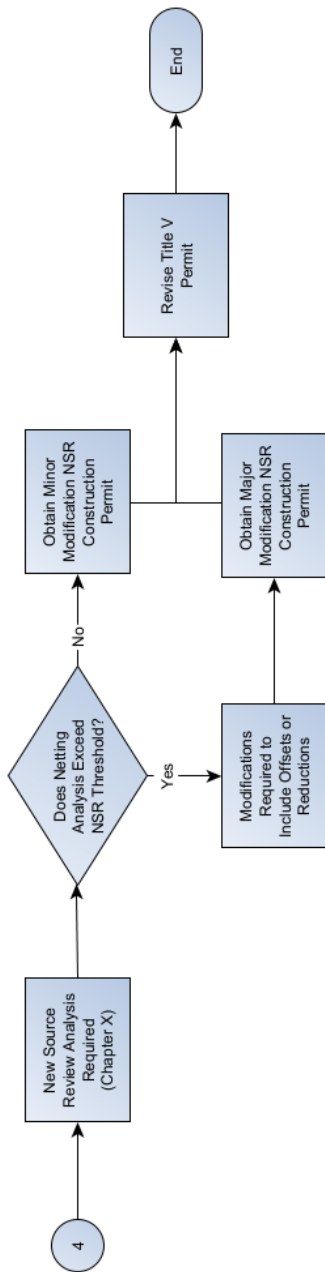 4
New Source
Review Analysis
Required
(Chapter X)
Does Netting
Analysis Exceed
NSR Threshold?
No
Yes
Obtain Minor
Modification NSR
Construction
Permit
Modifications
Required to
Include Offsets or
Reductions
Obtain Major
Modification NSR
Construction
Permit
Revise Title V
Permit
End